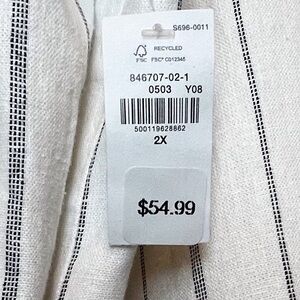 S696-0011
RECYCLED
FSC FSC® C012345
846707-02-1
0503 Y08
500119628862
2X
$54.99